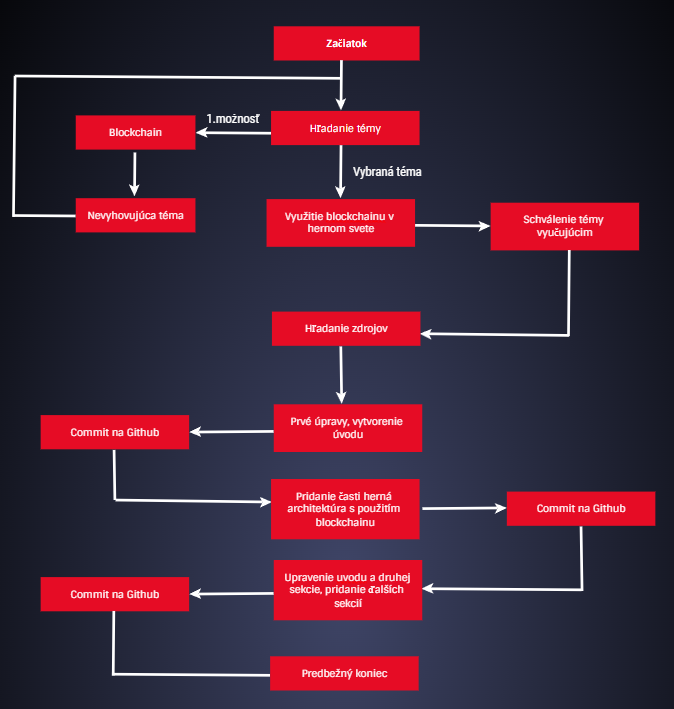 Začiatok
Hľadanie témy
1.možnosť
Blockchain
Nevyhovujúca téma
Vybraná téma
Využitie blockchainu v
hernom svete
Schválenie témy
vyučujúcim
Hľadanie zdrojov
Prvé úpravy, vytvorenie
úvodu
Commit na Github
Pridanie časti herná
architektúra s použitím
blockchainu
Commit na Github
Upravenie uvodu a druhej
sekcie, pridanie ďalších
sekcií
Commit na Github
Predbežný koniec